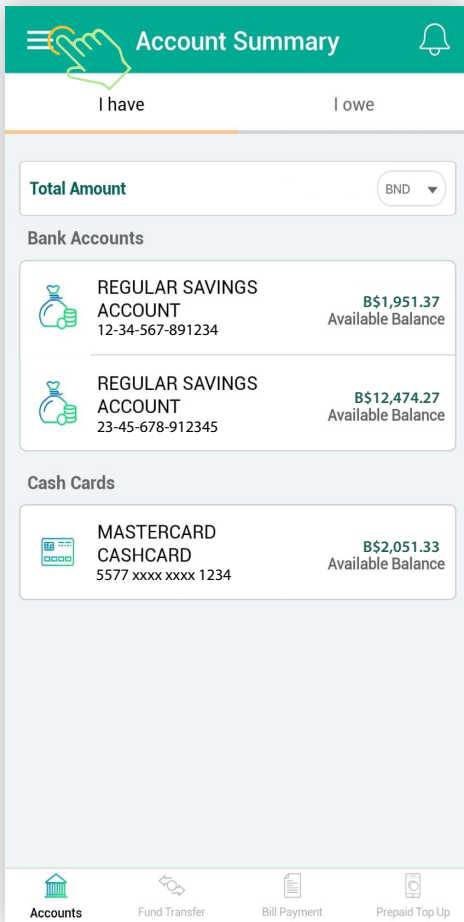 Account Summary
I have
I owe
Total Amount
BND
Bank Accounts
REGULAR SAVINGS
ACCOUNT
12-34-567-891234
B$1,951.37
Available Balance
REGULAR SAVINGS
ACCOUNT
23-45-678-912345
B$12,474.27
Available Balance
Cash Cards
MASTERCARD
CASHCARD
5577 xxxx xxxx 1234
B$2,051.33
Available Balance
Accounts
Fund Transfer
Bill Payment
Prepaid Top Up